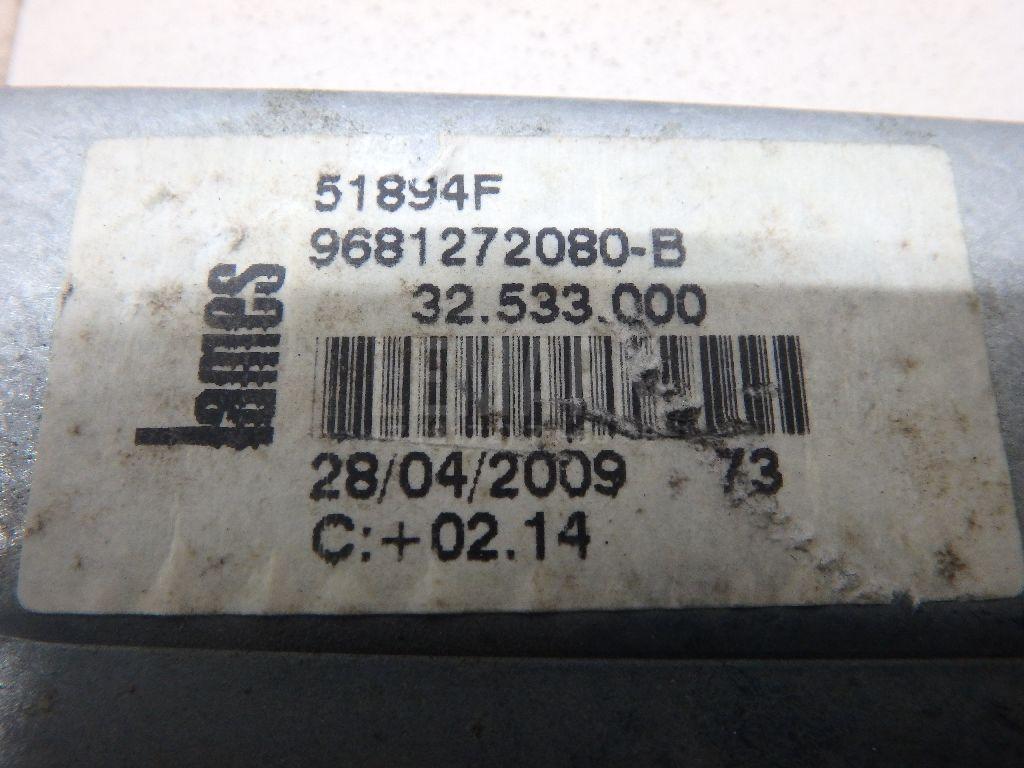 51894F
9681272080-B
32.533.000
Lames
28/04/2009 73
C:+02.14